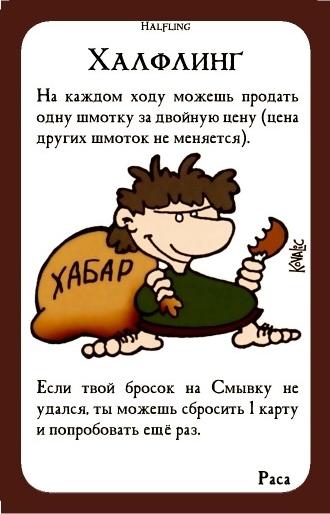 HALFLING
ХАЛФЛИНГ
На каждом ходу можешь продать
одну шмотку за двойную цену (цена
других шмоток не меняется).
ХАБАР
KOVALIC
Если твой бросок на Смывку не
удался, ты можешь сбросить 1 карту
и попробовать ещё раз.
Раса